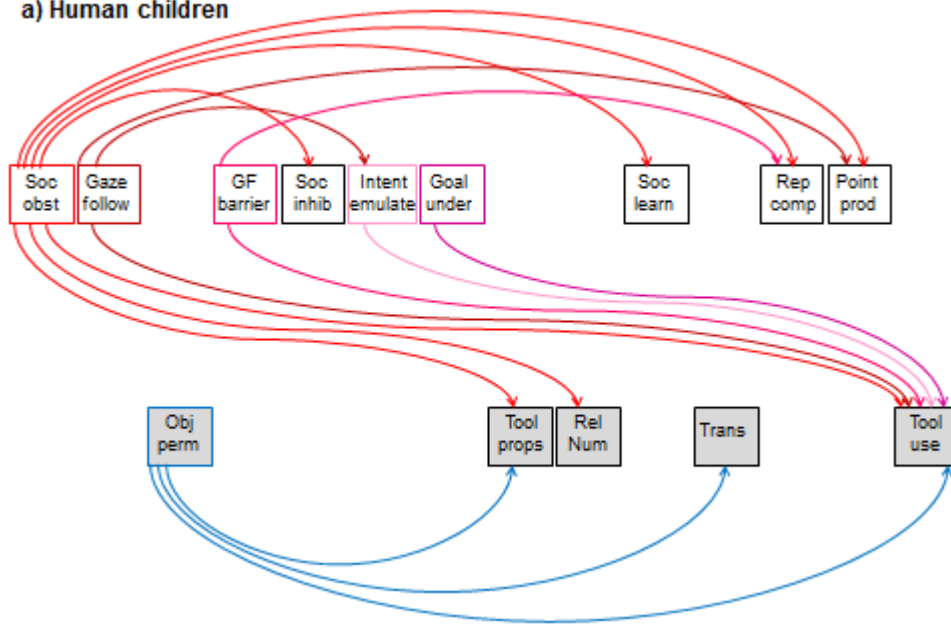 a) Human children
Soc
obst
Gaze
follow
GF
barrier
Soc
inhib
Intent
emulate
Goal
under
Soc
learn
Rep
comp
Point
prod
Obj
perm
Tool
props
Rel
Num
Trans
Tool
use